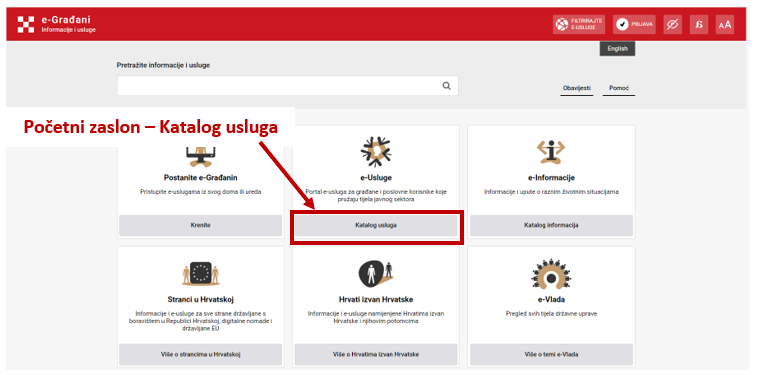 e-Građani
Informacije i usluge
FILTRIRAJTE
E-USLUGE
PRIJAVA
ß
AA
English
Pretražite informacije i usluge
Obavijesti
Pomoć
Početni zaslon – Katalog usluga
Postanite e-Građanin
Pristupite e-uslugama iz svog doma ili ureda
Krenite
e-Usluge
Portal e-usluga za građane i poslovne korisnike koje
pružaju tijela javnog sektora
Katalog usluga
e-Informacije
Informacije i upute o raznim životnim situacijama
Katalog informacija
Stranci u Hrvatskoj
Informacije i e-usluge za sve strane državljane s
boravištem u Republici Hrvatskoj, digitalne nomade i
državljane EU
Više o strancima u Hrvatskoj
Hrvati izvan Hrvatske
Informacije i e-usluge namijenjene Hrvatima izvan
Hrvatske i njihovim potomcima
Više o Hrvatima izvan Hrvatske
e-Vlada
Pregled svih tijela državne uprave
Više o temi e-Vlada